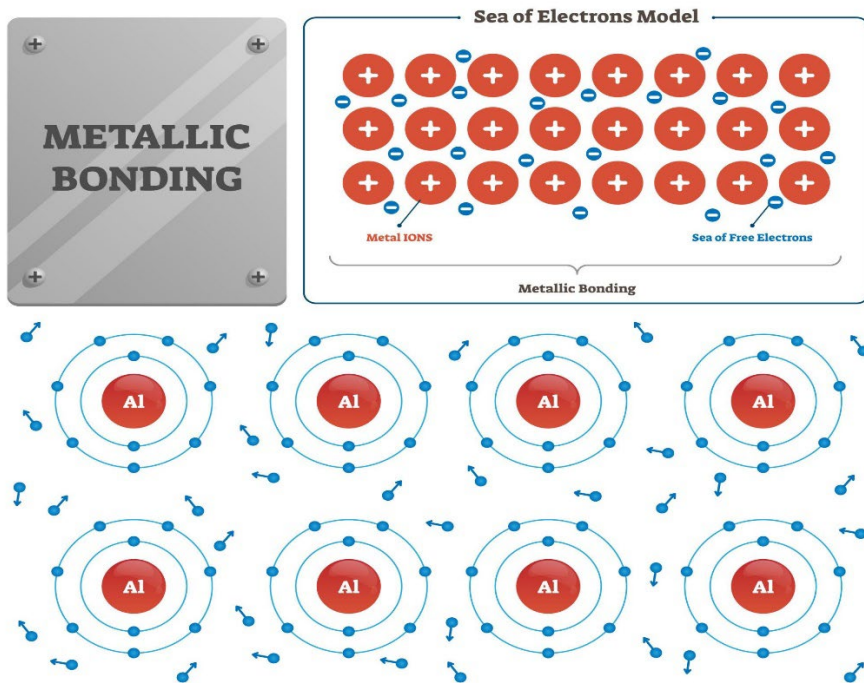 METALLIC
BONDING
Sea of Electrons Model
+ + + + + + + +
+ + + + + + + +
+ + + + + + + +
Metal IONS
Sea of Free Electrons
Metallic Bonding
Al Al Al Al
Al Al Al Al